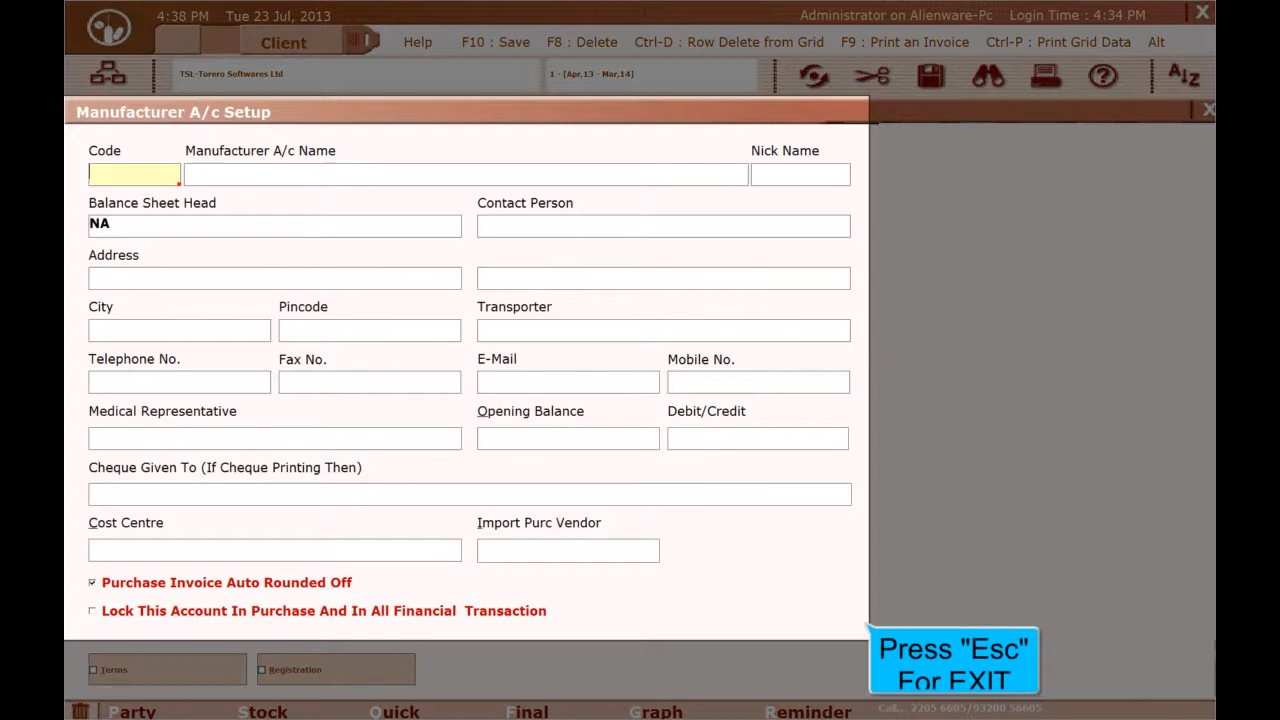 4:38 PM Tue 23 Jul, 2013 Administrator on Alienware-Pc Login Time : 4:34 PM X
Client Help F10 : Save F8 : Delete Ctrl-D : Row Delete from Grid F9 : Print an Invoice Ctrl-P : Print Grid Data Alt
TSL-Torero Softwares Ltd 1 - [Apr,13 - Mar,14] ? A Z
Manufacturer A/c Setup X
Code Manufacturer A/c Name Nick Name
Balance Sheet Head Contact Person
NA
Address
City Pincode Transporter
Telephone No. Fax No. E-Mail Mobile No.
Medical Representative Opening Balance Debit/Credit
Cheque Given To (If Cheque Printing Then)
Cost Centre Import Purc Vendor
Purchase Invoice Auto Rounded Off
Lock This Account In Purchase And In All Financial Transaction
Press "Esc"
For EXIT
Terms Registration
Party Stock Quick Final Graph Reminder Call... 2205 6605/93200 56605